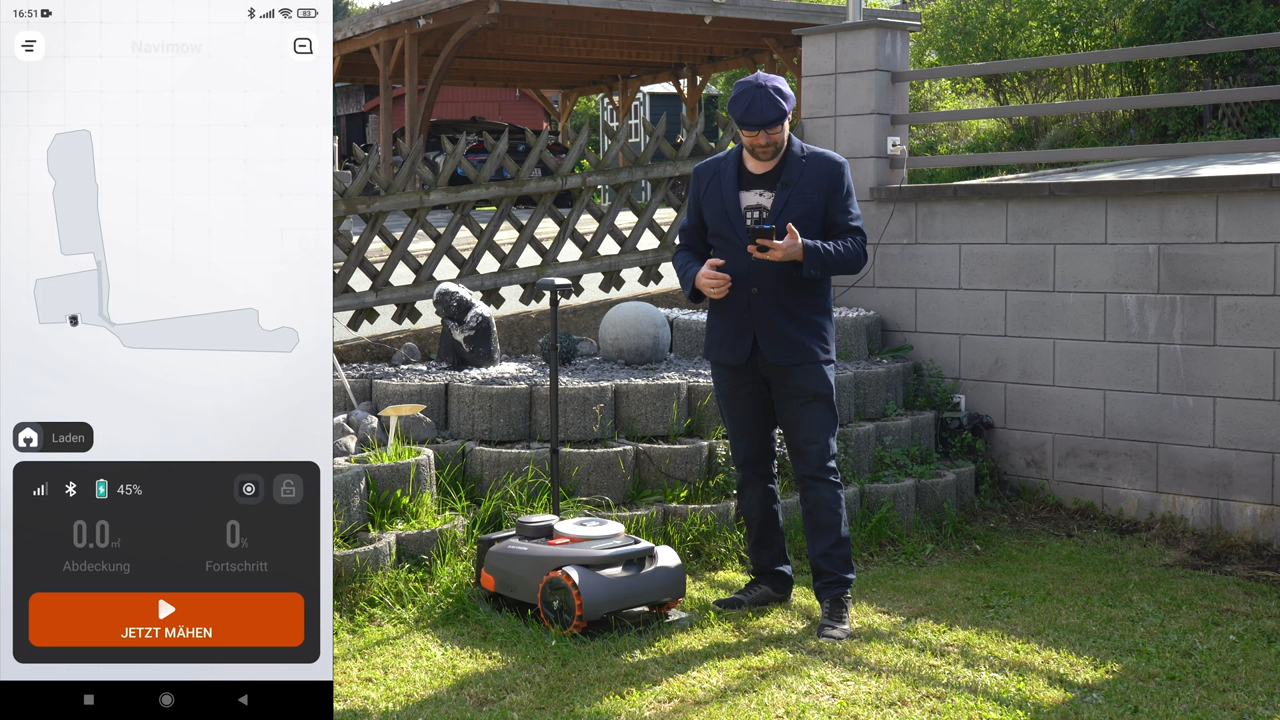 16:51
83
Navimow
Laden
45%
0.0 ㎡
0%
Abdeckung
Fortschritt
JETZT MÄHEN